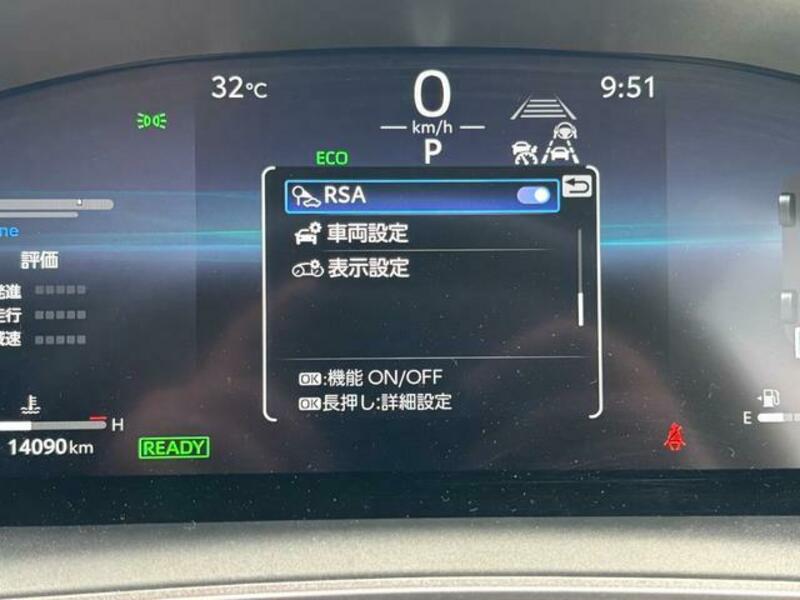 32℃
0
9:51
km/h
P
ECO
RSA
車両設定
表示設定
OK:機能 ON/OFF
OK長押し:詳細設定
評価
H
14090km
READY
E